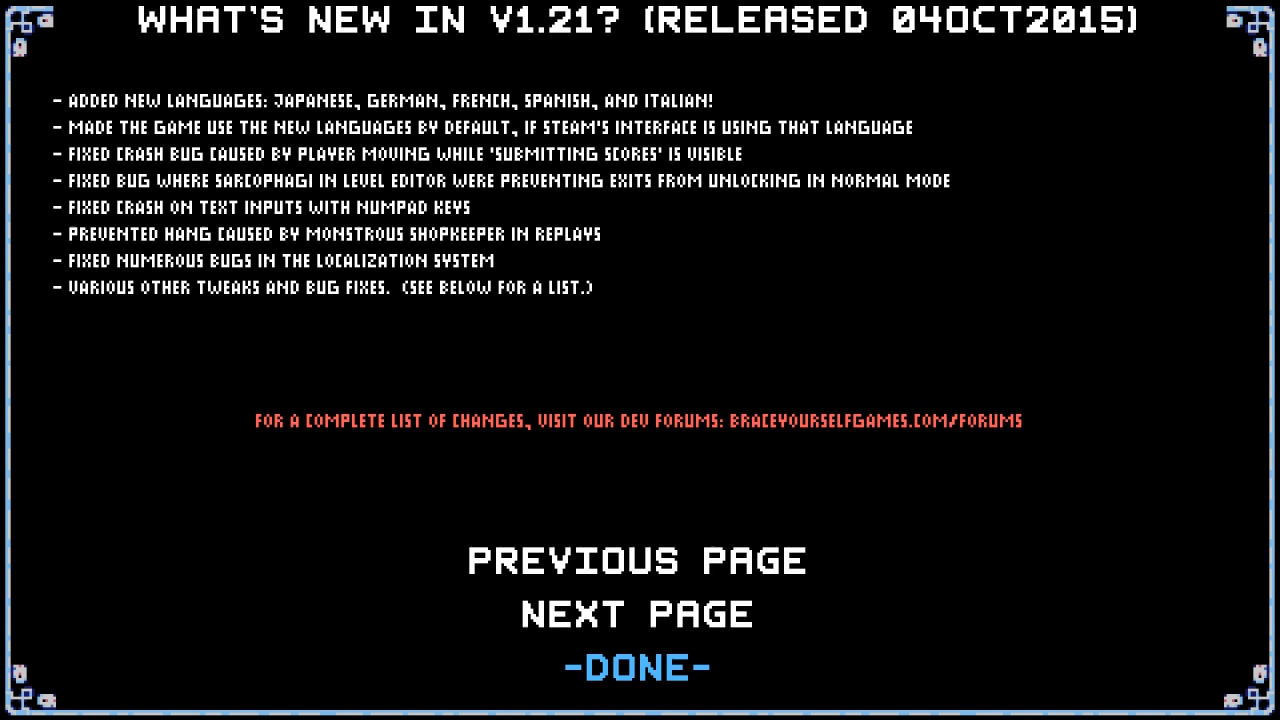 WHAT'S NEW IN V1.21? (RELEASED 04OCT2015)
- ADDED NEW LANGUAGES: JAPANESE, GERMAN, FRENCH, SPANISH, AND ITALIAN!
- MADE THE GAME USE THE NEW LANGUAGES BY DEFAULT, IF STEAM'S INTERFACE IS USING THAT LANGUAGE
- FIXED CRASH BUG CAUSED BY PLAYER MOVING WHILE 'SUBMITTING SCORES' IS VISIBLE
- FIXED BUG WHERE SARCOPHAGI IN LEVEL EDITOR WERE PREVENTING EXITS FROM UNLOCKING IN NORMAL MODE
- FIXED CRASH ON TEXT INPUTS WITH NUMPAD KEYS
- PREVENTED HANG CAUSED BY MONSTROUS SHOPKEEPER IN REPLAYS
- FIXED NUMEROUS BUGS IN THE LOCALIZATION SYSTEM
- VARIOUS OTHER TWEAKS AND BUG FIXES.  (SEE BELOW FOR A LIST.)
FOR A COMPLETE LIST OF CHANGES, VISIT OUR DEV FORUMS: BRACEYOURSELFGAMES.COM/FORUMS
PREVIOUS PAGE
NEXT PAGE
-DONE-